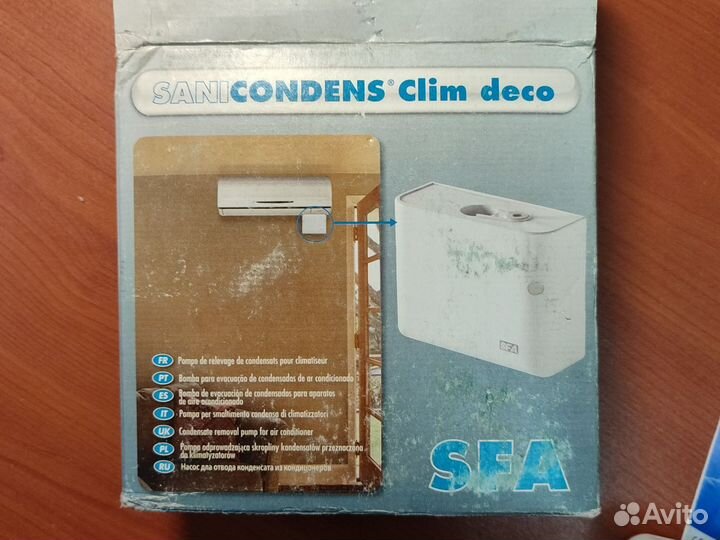 SANICONDENS® Clim deco
SFA
FR Pompe de relevage de condensats pour climatiseur
PT Bomba para evacuação de condensadas de ar condicionado
ES Bomba de evacuación de condensadas para aparatos
de aire acondicionado
IT Pompa per smaltimento condensa di climatizzatori
UK Condensate removal pump for air conditioner
PL Pompa odprowadzająca skropliny kondensatów przeznaczona
do klimatyzatorów
RU Насос для отвода конденсата из кондиционеров
SFA
Avito